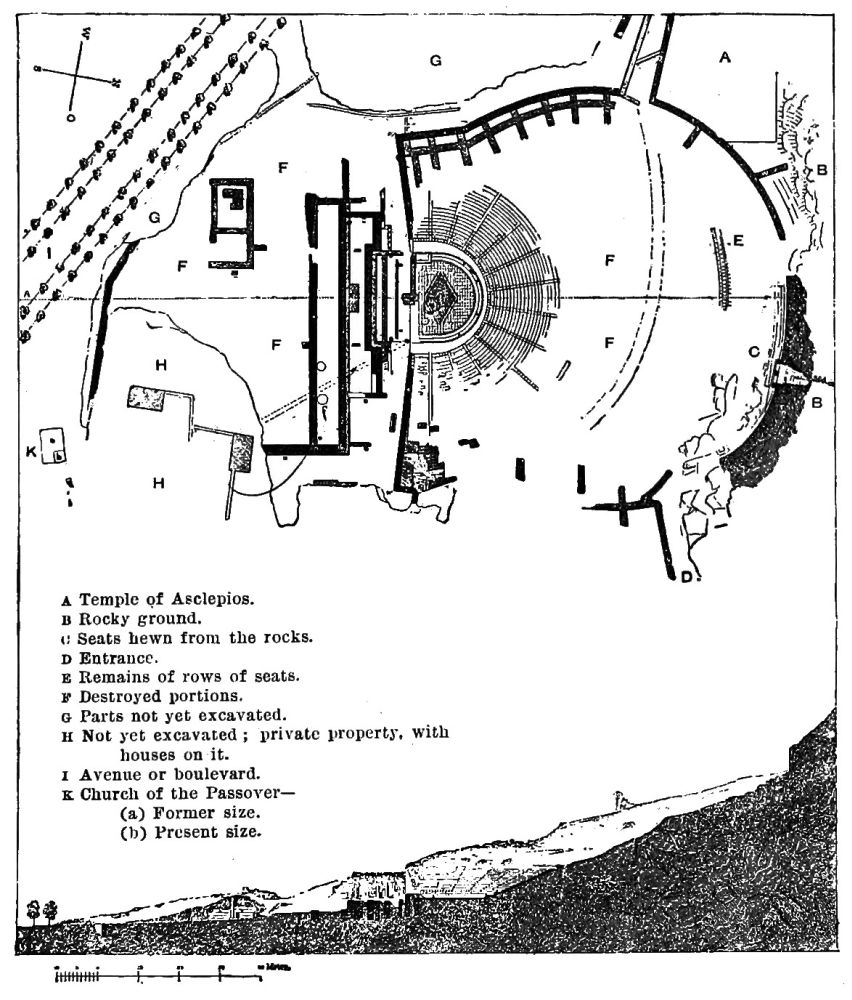 W
G
A
S
N
O
B
F
G
E
F
I
F
A
F
F
C
H
B
K
H
D.
A Temple of Asclepios.
B Rocky ground.
C Seats hewn from the rocks.
D Entrance.
E Remains of rows of seats.
F Destroyed portions.
G Parts not yet excavated.
H Not yet excavated; private property, with
houses on it.
I Avenue or boulevard.
K Church of the Passover—
(a) Former size.
(b) Present size.